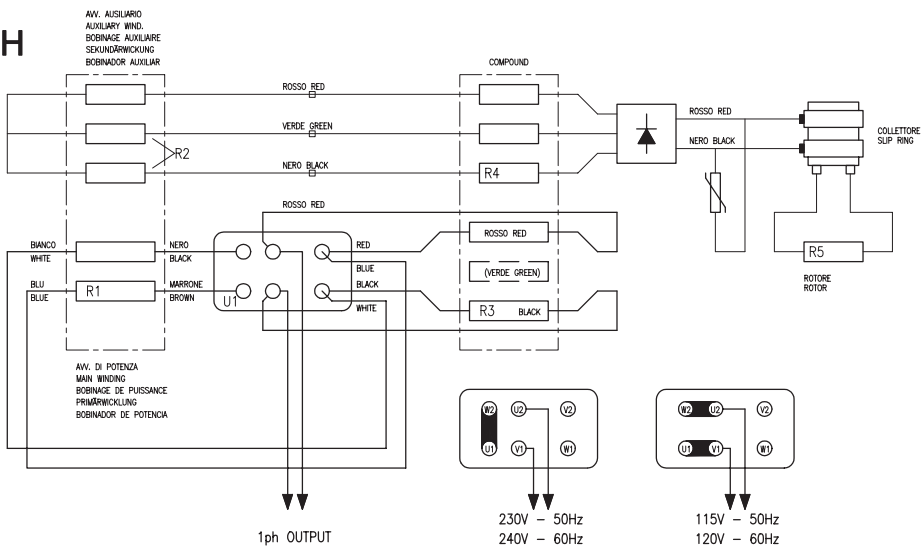 H
AVV. AUSILIARIO
AUXILIARY WIND.
BOBINAGE AUXILIAIRE
SEKUNDÄRWICKUNG
BOBINADOR AUXILIAR
COMPOUND
ROSSO RED
VERDE GREEN
NERO BLACK
R2
R4
ROSSO RED
NERO BLACK
COLLETTORE
SLIP RING
R5
ROTORE
ROTOR
ROSSO RED
BIANCO
WHITE
NERO
BLACK
RED
BLUE
ROSSO RED
(VERDE GREEN)
BLU
BLUE
R1
MARRONE
BROWN
U1
BLACK
WHITE
R3 BLACK
AVV. DI POTENZA
MAIN WINDING
BOBINAGE DE PUISSANCE
PRIMÄRWICKLUNG
BOBINADOR DE POTENCIA
W2 U2 V2
U1 V1 W1
W2 U2 V2
U1 V1 W1
1ph OUTPUT
230V – 50Hz
240V – 60Hz
115V – 50Hz
120V – 60Hz